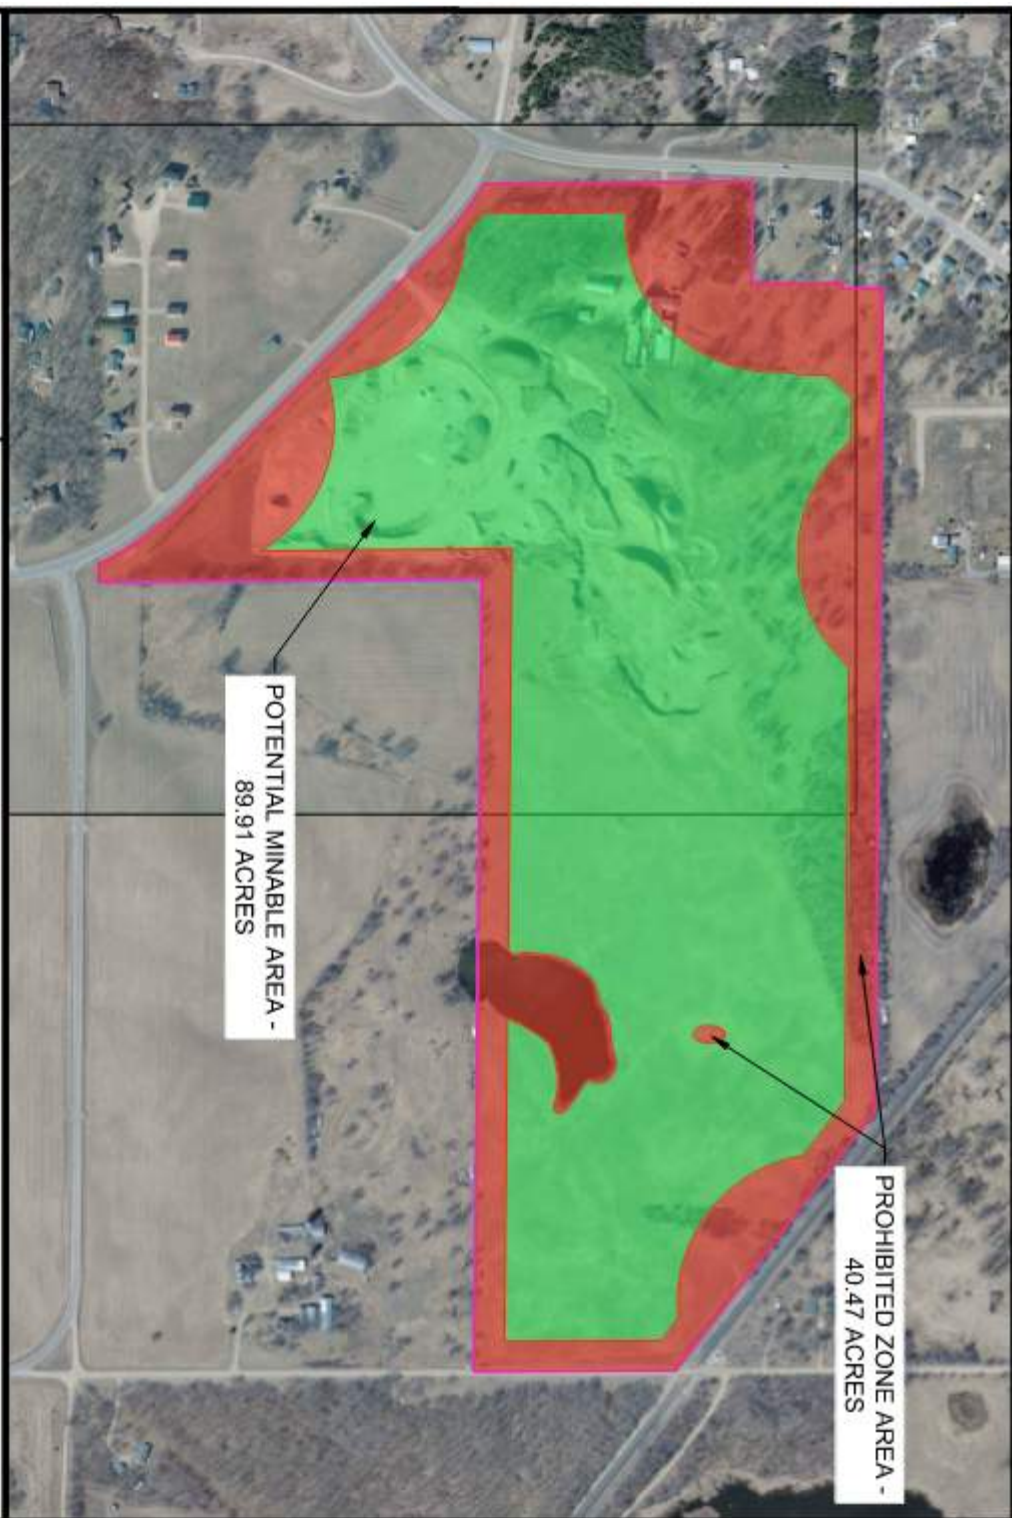 POTENTIAL MINABLE AREA -
89.91 ACRES
PROHIBITED ZONE AREA -
40.47 ACRES